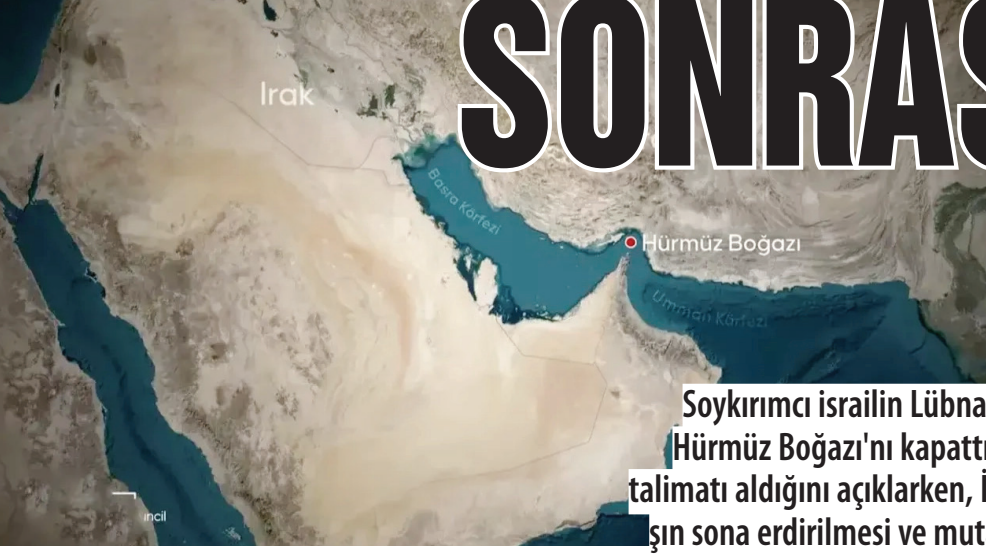 SONRAS
Irak
Basra Körfezi
Hürmüz Boğazı
Umman Körfezi
Soykırımcı israilin Lübna
Hürmüz Boğazı'nı kapattı
talimatı aldığını açıklarken, İ
şın sona erdirilmesi ve mut
ıncil